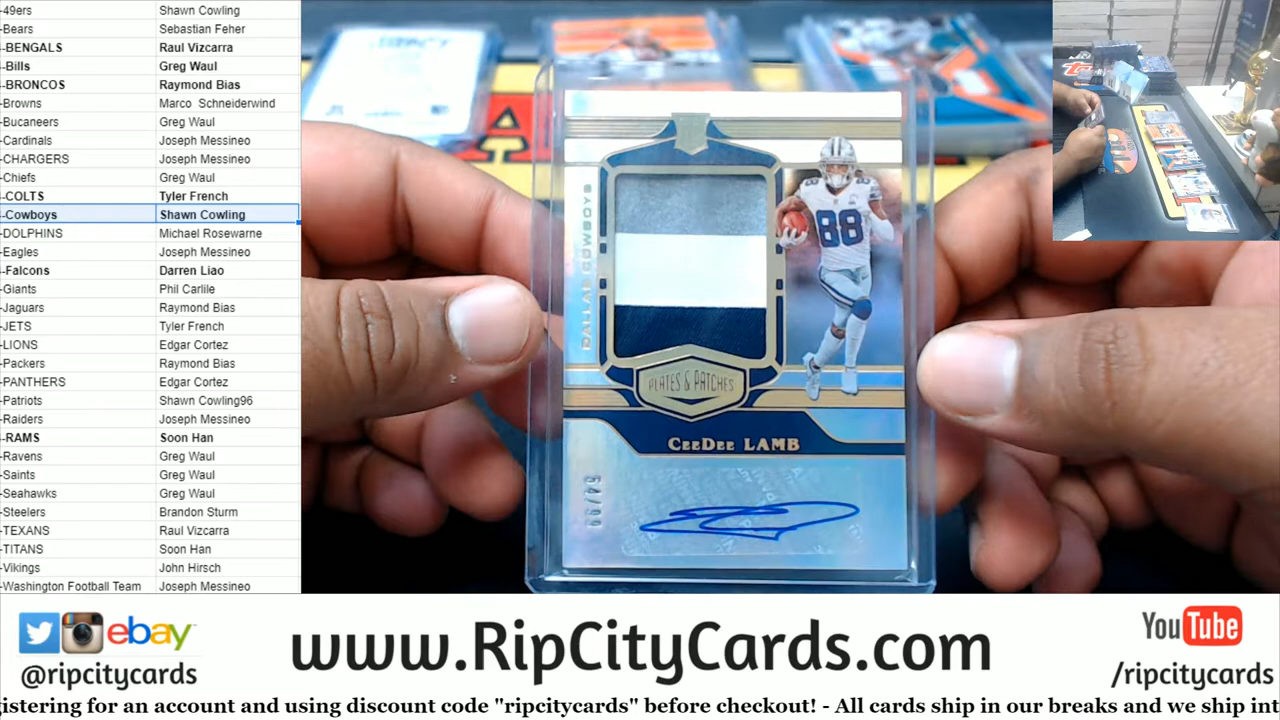 -49ers Shawn Cowling
-Bears Sebastian Feher
-BENGALS Raul Vizcarra
-Bills Greg Waul
-BRONCOS Raymond Bias
-Browns Marco Schneiderwind
-Bucaneers Greg Waul
-Cardinals Joseph Messineo
-CHARGERS Joseph Messineo
-Chiefs Greg Waul
-COLTS Tyler French
-Cowboys Shawn Cowling
-DOLPHINS Michael Rosewarne
-Eagles Joseph Messineo
-Falcons Darren Liao
-Giants Phil Carlile
-Jaguars Raymond Bias
-JETS Tyler French
-LIONS Edgar Cortez
-Packers Raymond Bias
-PANTHERS Edgar Cortez
-Patriots Shawn Cowling96
-Raiders Joseph Messineo
-RAMS Soon Han
-Ravens Greg Waul
-Saints Greg Waul
-Seahawks Greg Waul
-Steelers Brandon Sturm
-TEXANS Raul Vizcarra
-TITANS Soon Han
-Vikings John Hirsch
-Washington Football Team Joseph Messineo
DALLAS COWBOYS
88
PLATES & PATCHES
CEEDEE LAMB
ebay
@ripcitycards
www.RipCityCards.com
YouTube
/ripcitycards
istering for an account and using discount code "ripcitycards" before checkout! - All cards ship in our breaks and we ship int